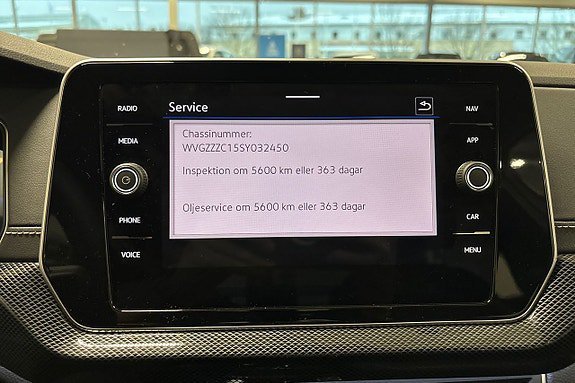 RADIO
Service
NAV
MEDIA
Chassinummer:
WVGZZZC15SY032450
APP
Inspektion om 5600 km eller 363 dagar
PHONE
Oljeservice om 5600 km eller 363 dagar
CAR
VOICE
MENU